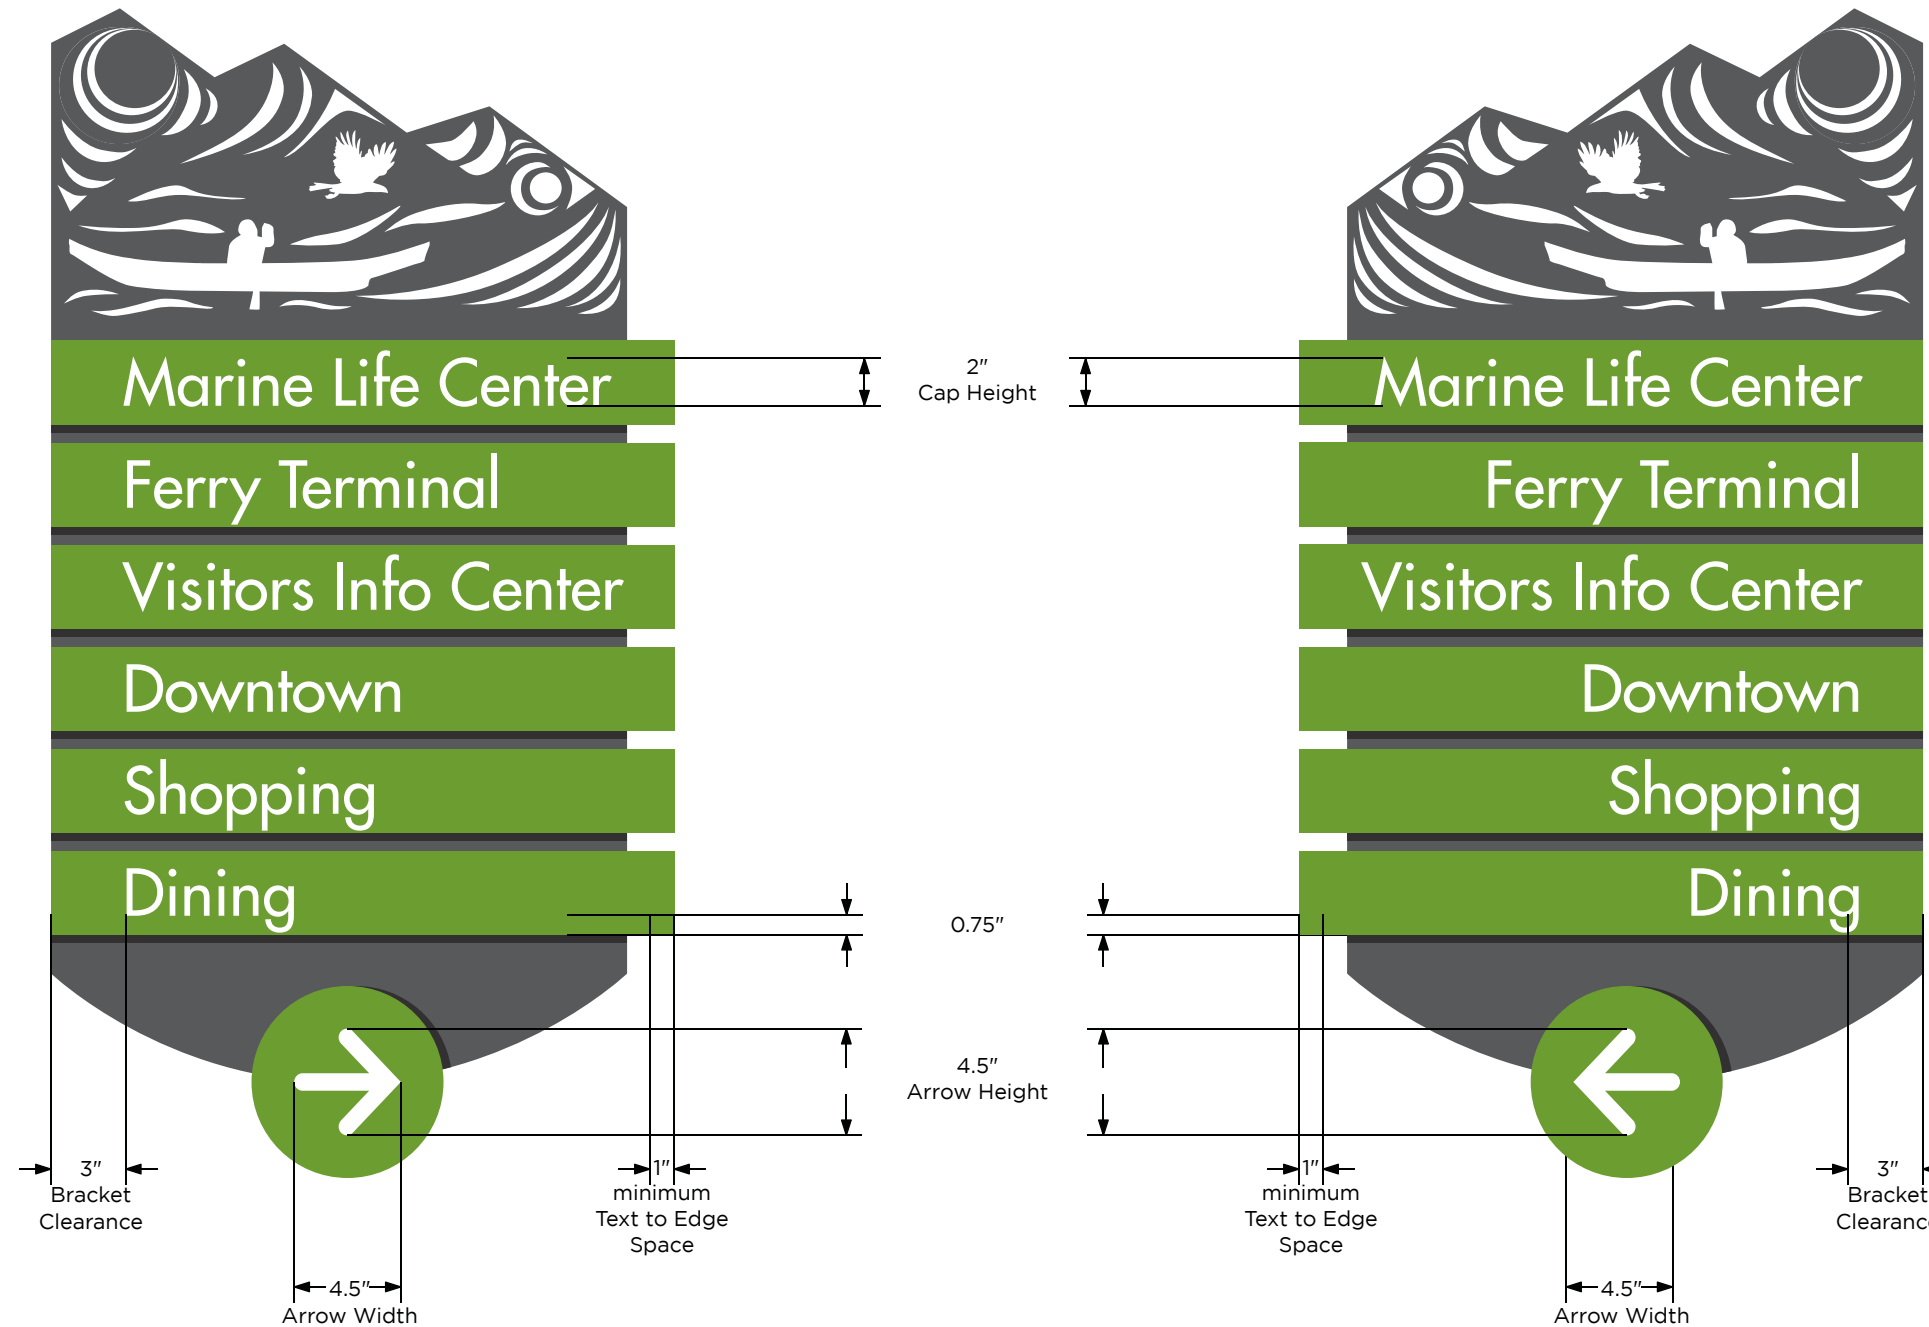 Marine Life Center
Ferry Terminal
Visitors Info Center
Downtown
Shopping
Dining
2"
Cap Height
0.75"
4.5"
Arrow Height
3"
Bracket
Clearance
1"
minimum
Text to Edge
Space
4.5"
Arrow Width
Marine Life Center
Ferry Terminal
Visitors Info Center
Downtown
Shopping
Dining
1"
minimum
Text to Edge
Space
3"
Bracket
Clearanc
4.5"
Arrow Width